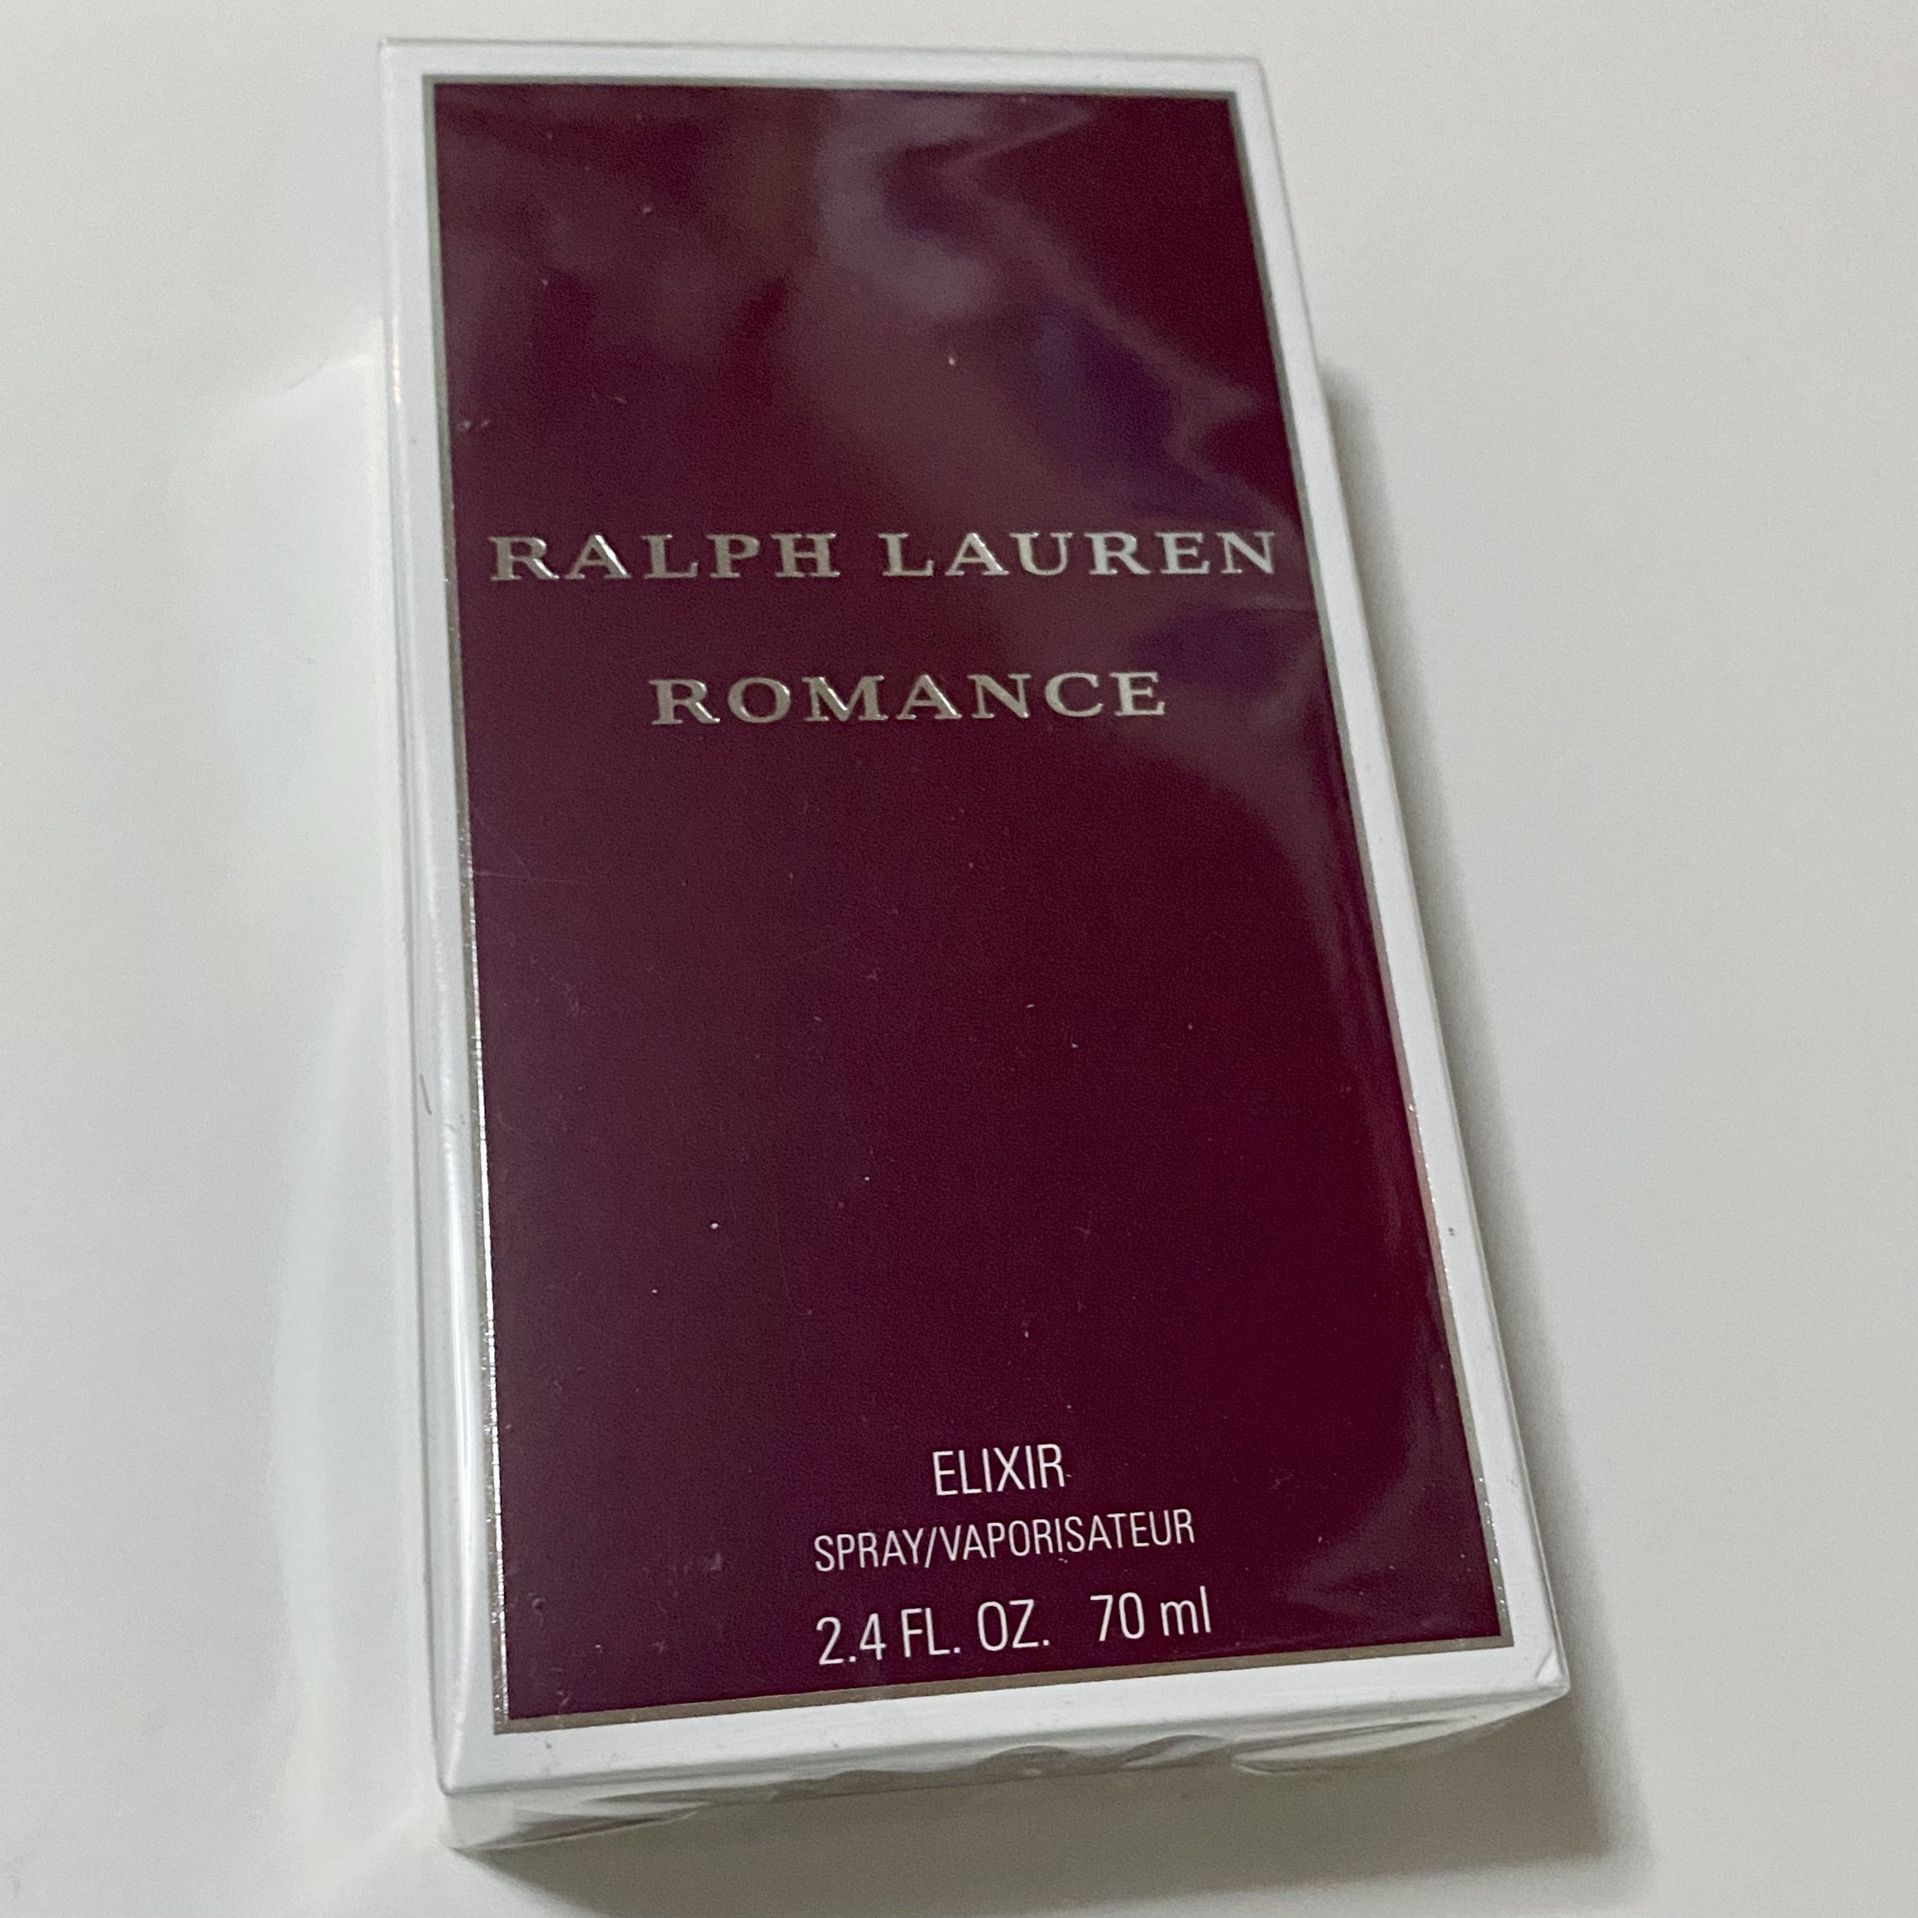 RALPH LAUREN
ROMANCE
ELIXIR
SPRAY/VAPORISATEUR
2.4 FL. OZ. 70 ml